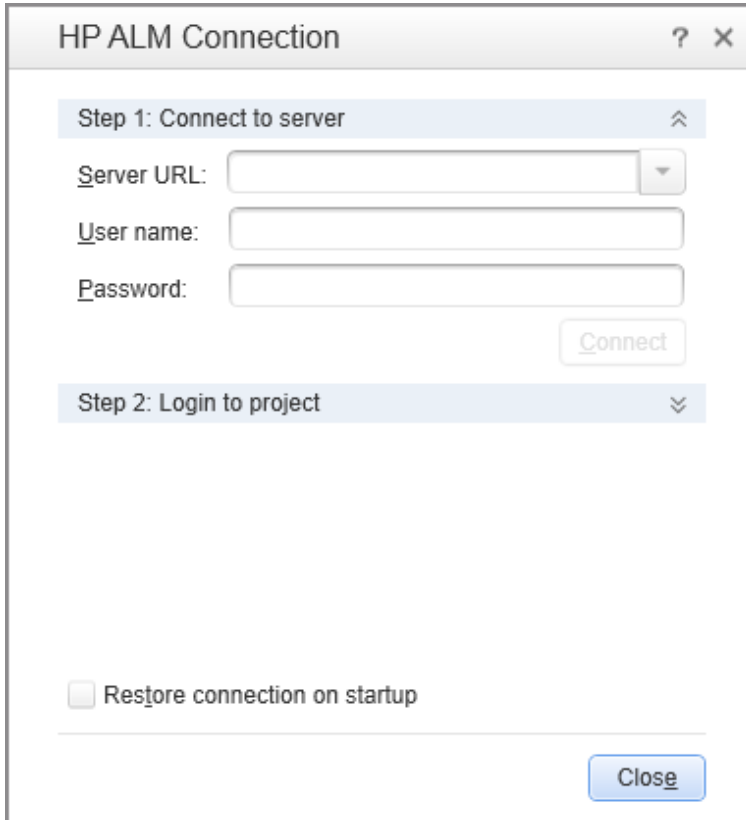 HP ALM Connection ?
Step 1: Connect to server
Server URL:
User name:
Password:
Connect
Step 2: Login to project
Restore connection on startup
Close